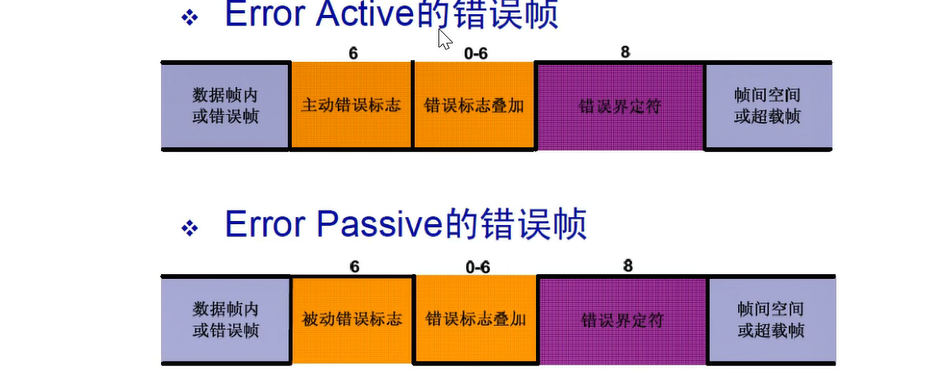 Error Active的错误帧
6 0-6 8
数据帧内
或错误帧
主动错误标志
错误标志叠加
错误界定符
帧间空间
或超载帧
Error Passive的错误帧
6 0-6 8
数据帧内
或错误帧
被动错误标志
错误标志叠加
错误界定符
帧间空间
或超载帧